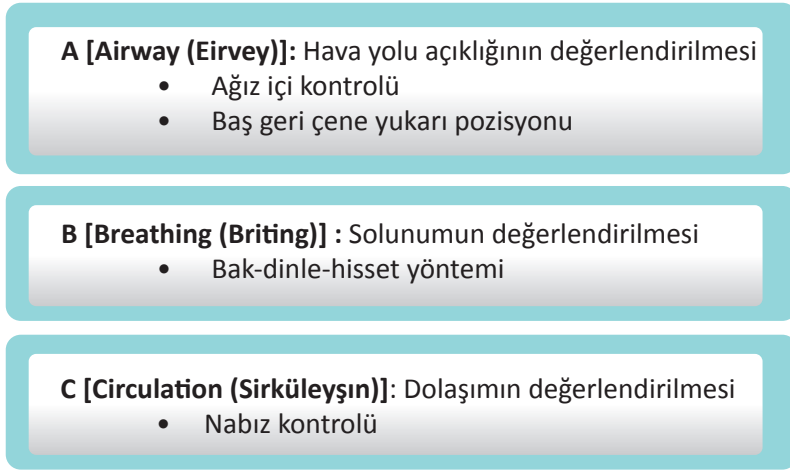 A [Airway (Eirvey)]: Hava yolu açıklığının değerlendirilmesi
• Ağız içi kontrolü
• Baş geri çene yukarı pozisyonu
B [Breathing (Briting)] : Solunumun değerlendirilmesi
• Bak-dinle-hisset yöntemi
C [Circulation (Sirküleyşın)]: Dolaşımın değerlendirilmesi
• Nabız kontrolü